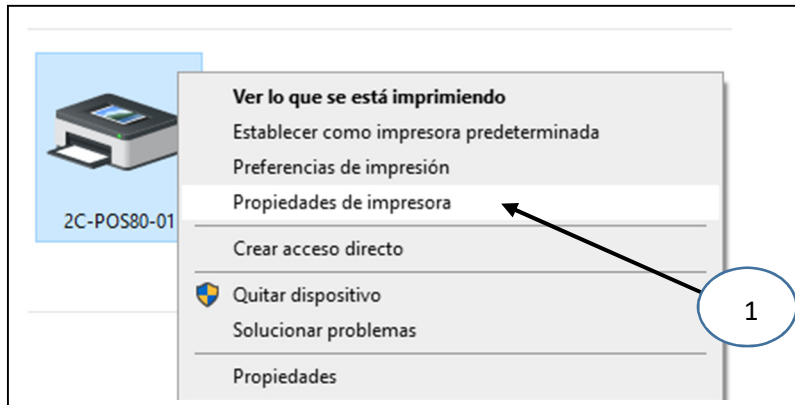 Ver lo que se está imprimiendo
Establecer como impresora predeterminada
Preferencias de impresión
Propiedades de impresora
2C-POS80-01
Crear acceso directo
Quitar dispositivo
1
Solucionar problemas
Propiedades